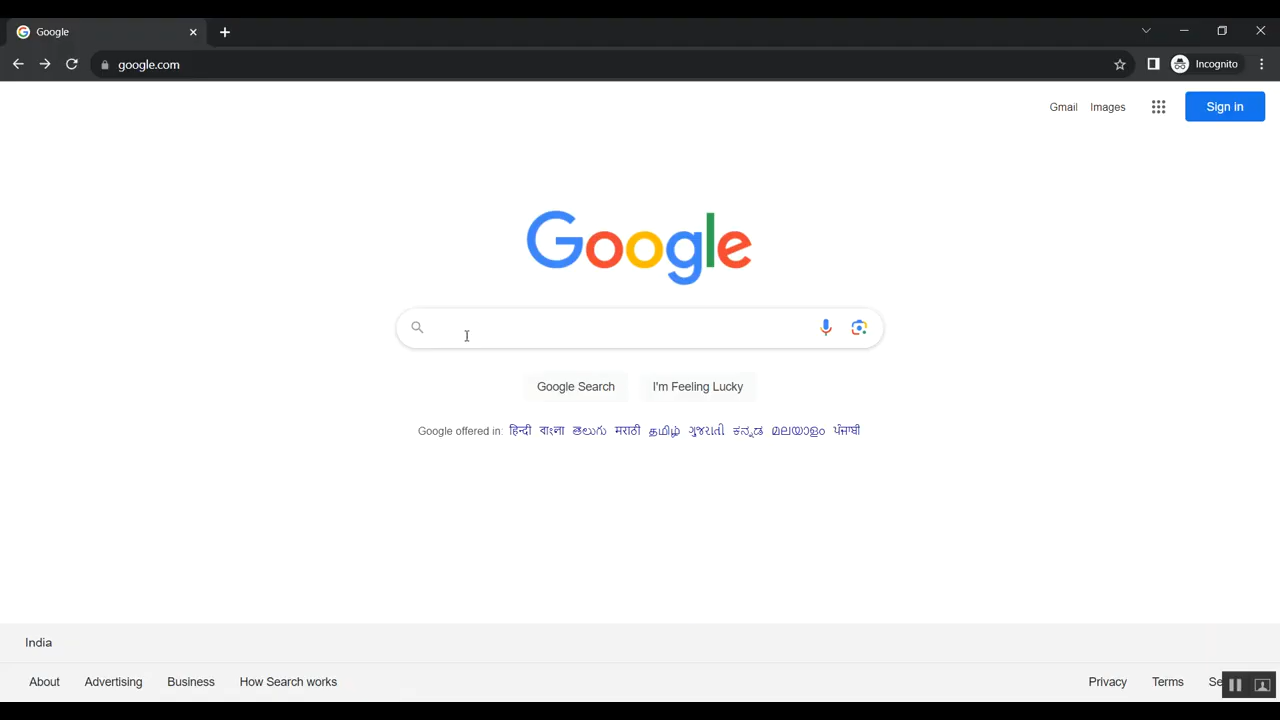 Google
google.com
Incognito
Gmail Images Sign in
Google
Google Search I'm Feeling Lucky
Google offered in: हिन्दी বাংলা తెలుగు मराठी தமிழ் ગુજરાતી ಕನ್ನಡ മലയാളം ਪੰਜਾਬੀ
India
About Advertising Business How Search works Privacy Terms Se